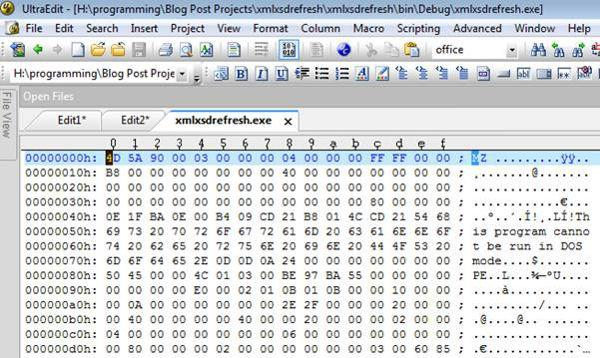 UltraEdit - [H:\programming\Blog Post Projects\xmlxsdrefresh\xmlxsdrefresh\bin\Debug\xmlxsdrefresh.exe]
File Edit Search Insert Project View Format Column Macro Scripting Advanced Window Help
office
H:\programming\Blog Post Proje
File View
Open Files
Edit1* Edit2* xmlxsdrefresh.exe x
0 1 2 3 4 5 6 7 8 9 a b c d e f
00000000h: 4D 5A 90 00 03 00 00 00 04 00 00 00 FF FF 00 00 ; MZ .........ÿÿ..
00000010h: B8 00 00 00 00 00 00 00 40 00 00 00 00 00 00 00 ; ¸.......@.......
00000020h: 00 00 00 00 00 00 00 00 00 00 00 00 00 00 00 00 ; ................
00000030h: 00 00 00 00 00 00 00 00 00 00 00 00 80 00 00 00 ; ............€...
00000040h: 0E 1F BA 0E 00 B4 09 CD 21 B8 01 4C CD 21 54 68 ; ..º..´.Í!¸.LÍ!Th
00000050h: 69 73 20 70 72 6F 67 72 61 6D 20 63 61 6E 6E 6F ; is program canno
00000060h: 74 20 62 65 20 72 75 6E 20 69 6E 20 44 4F 53 20 ; t be run in DOS
00000070h: 6D 6F 64 65 2E 0D 0D 0A 24 00 00 00 00 00 00 00 ; mode....$.......
00000080h: 50 45 00 00 4C 01 03 00 BE 97 BA 55 00 00 00 00 ; PE..L...¾—ºU....
00000090h: 00 00 00 00 E0 00 02 01 0B 01 0B 00 00 10 00 00 ; ....à...........
000000a0h: 00 0A 00 00 00 00 00 00 2E 2F 00 00 00 20 00 00 ; ........./... ..
000000b0h: 00 40 00 00 00 00 40 00 00 20 00 00 00 02 00 00 ; .@....@.. ......
000000c0h: 04 00 00 00 00 00 00 00 06 00 00 00 00 00 00 00 ; ................
000000d0h: 00 80 00 00 00 02 00 00 00 00 00 00 03 00 60 85 ; .€............`…